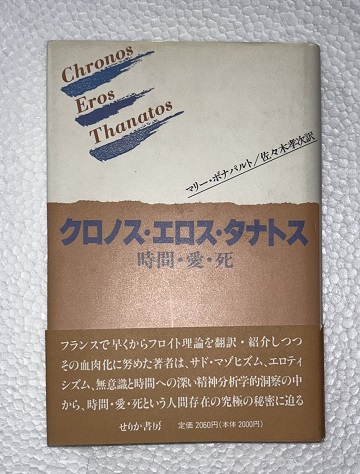 Chronos
Eros
Thanatos
マリー・ボナパルト/佐々木孝次訳
クロノス・エロス・タナトス
時間・愛・死
フランスで早くからフロイト理論を翻訳・紹介しつつ
その血肉化に努めた著者は、サド・マゾヒズム、エロティ
シズム、無意識と時間への深い精神分析学的洞察の中
から、時間・愛・死という人間存在の究極の秘密に迫る
せりか書房
定価 2060円(本体 2000円)